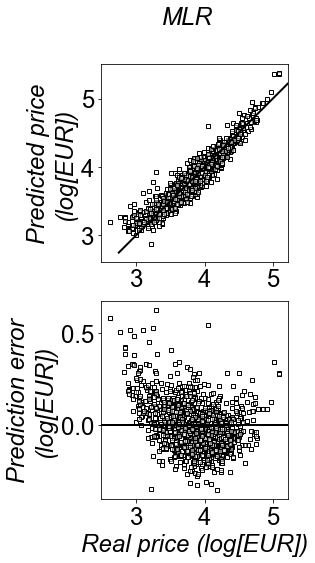 MLR
Predicted price
(log[EUR])
5
4
3
3 4 5
Prediction error
(log[EUR])
0.5
0.0
3 4 5
Real price (log[EUR])